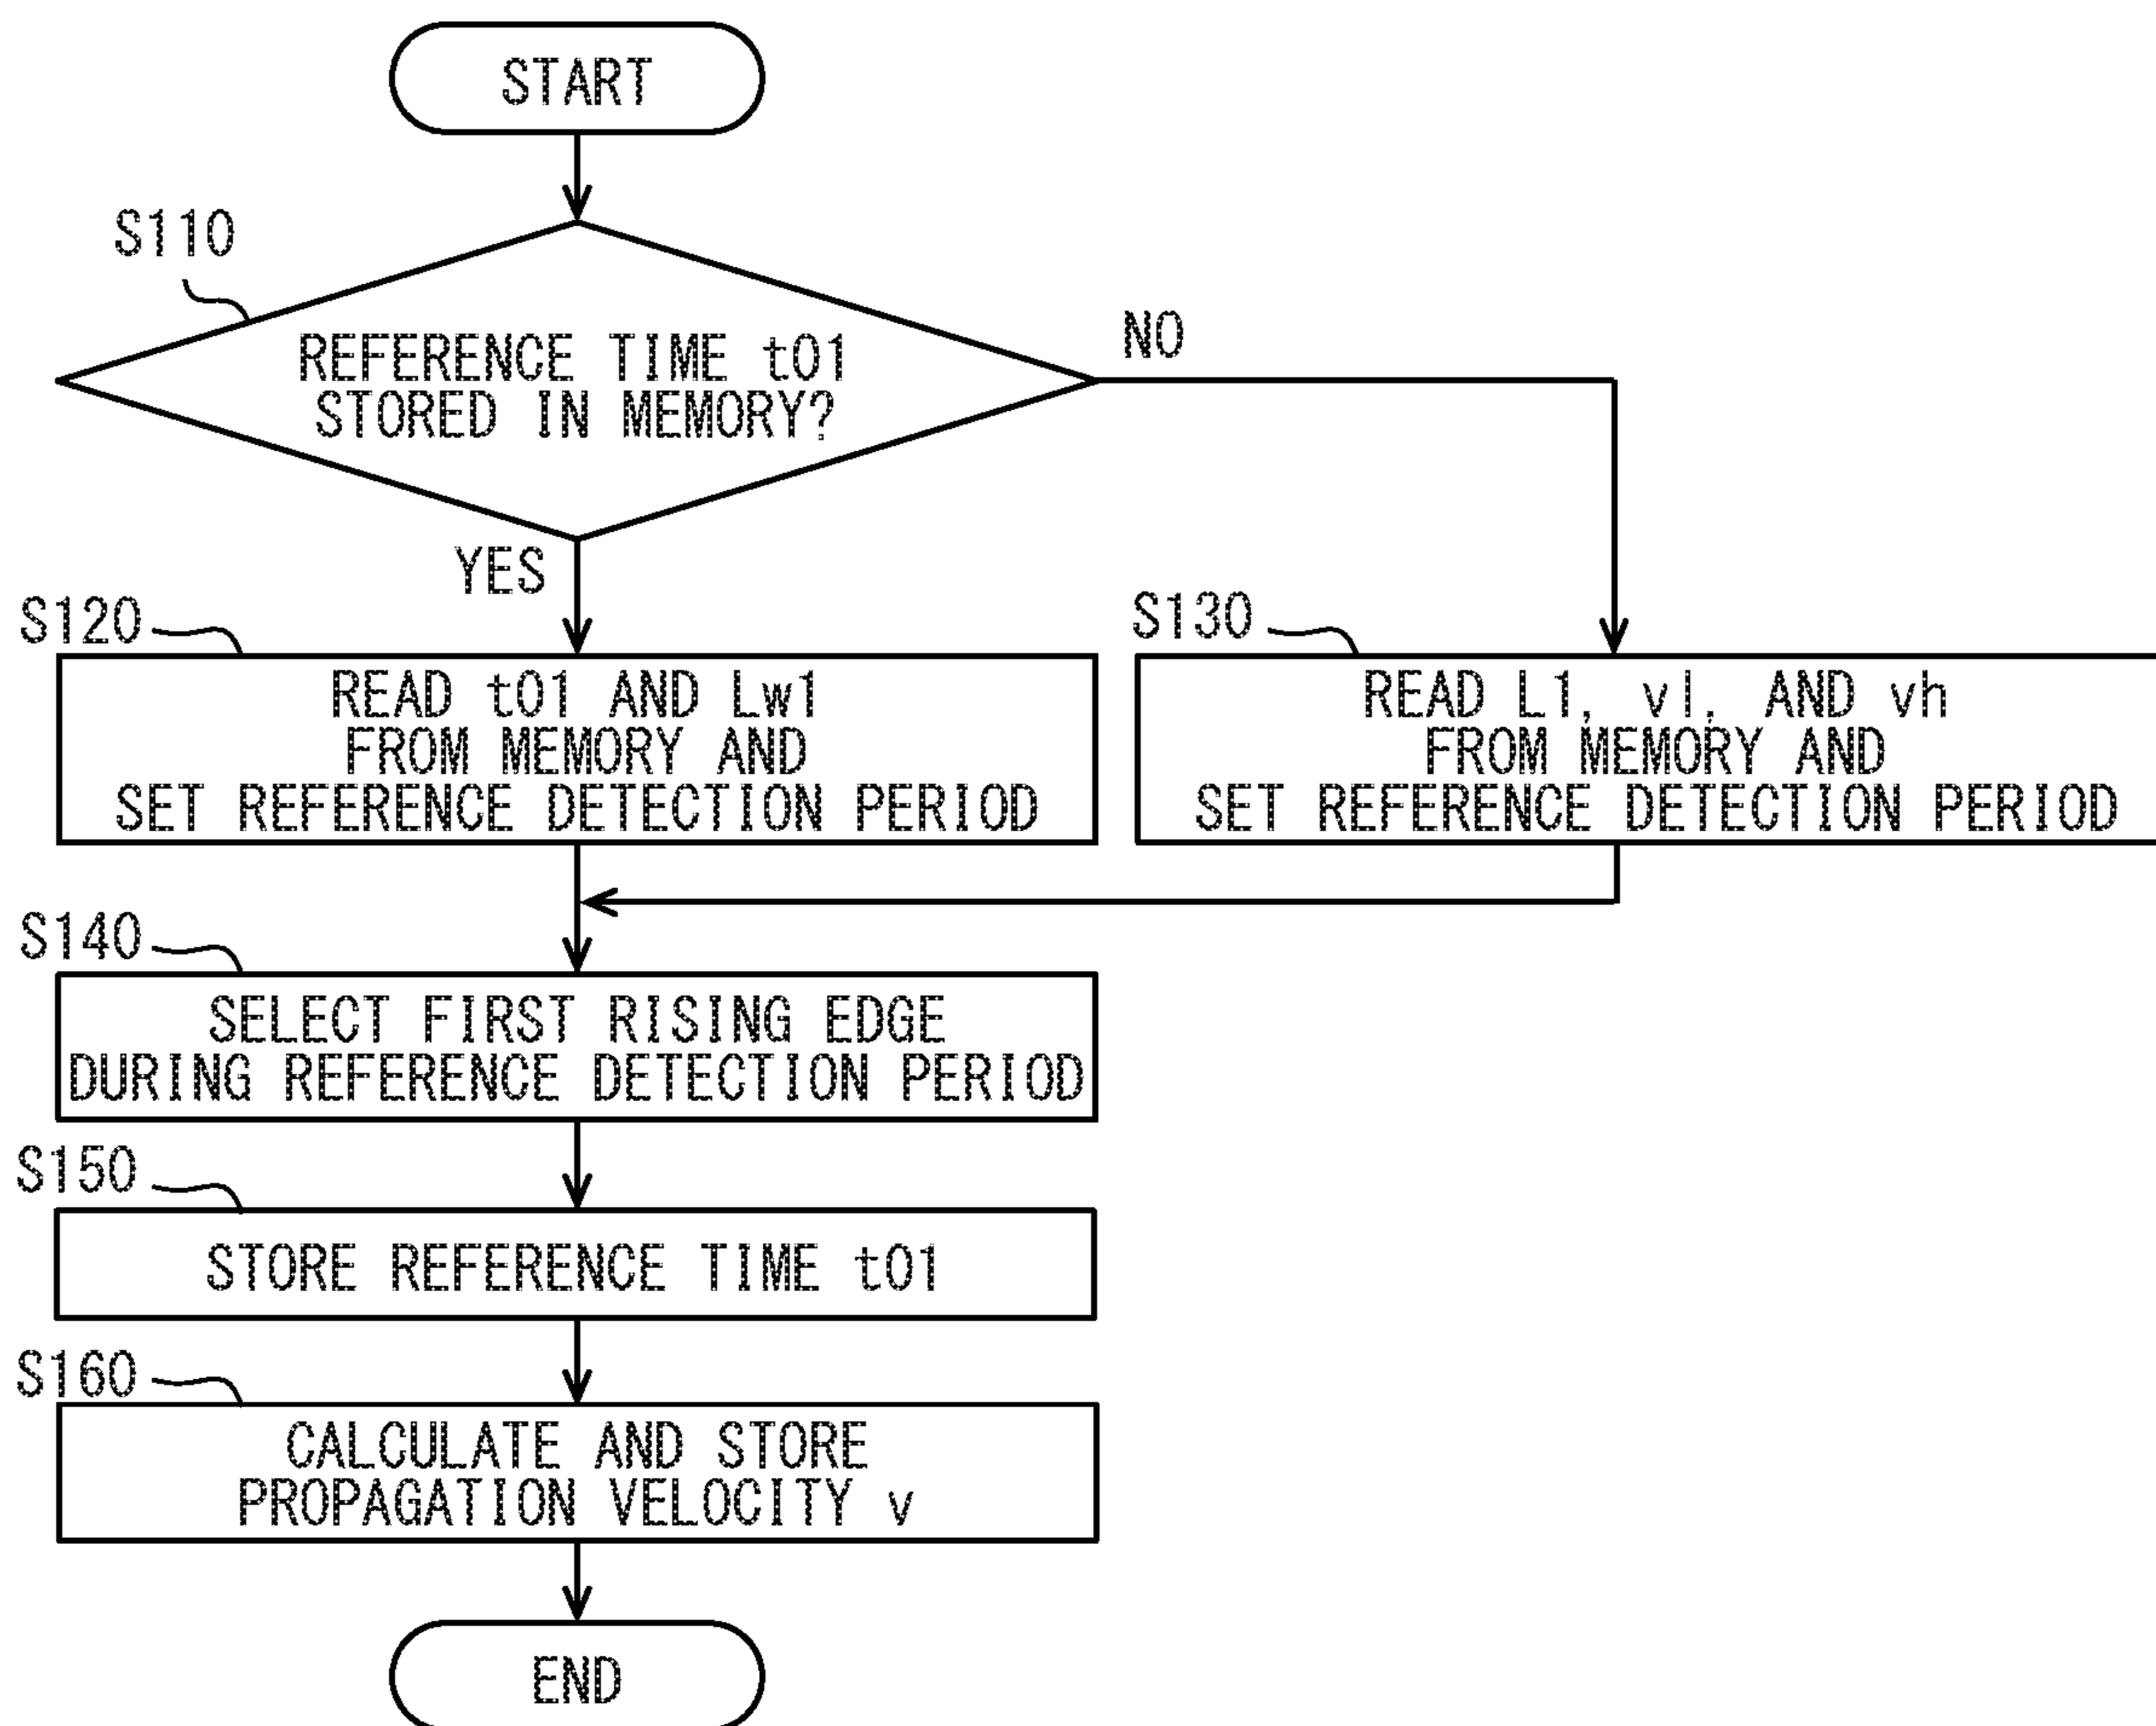 START
S110
REFERENCE TIME t01
STORED IN MEMORY?
NO
YES
S120
READ t01 AND Lw1
FROM MEMORY AND
SET REFERENCE DETECTION PERIOD
S130
READ L1, vl, AND vh
FROM MEMORY AND
SET REFERENCE DETECTION PERIOD
S140
SELECT FIRST RISING EDGE
DURING REFERENCE DETECTION PERIOD
S150
STORE REFERENCE TIME t01
S160
CALCULATE AND STORE
PROPAGATION VELOCITY v
END